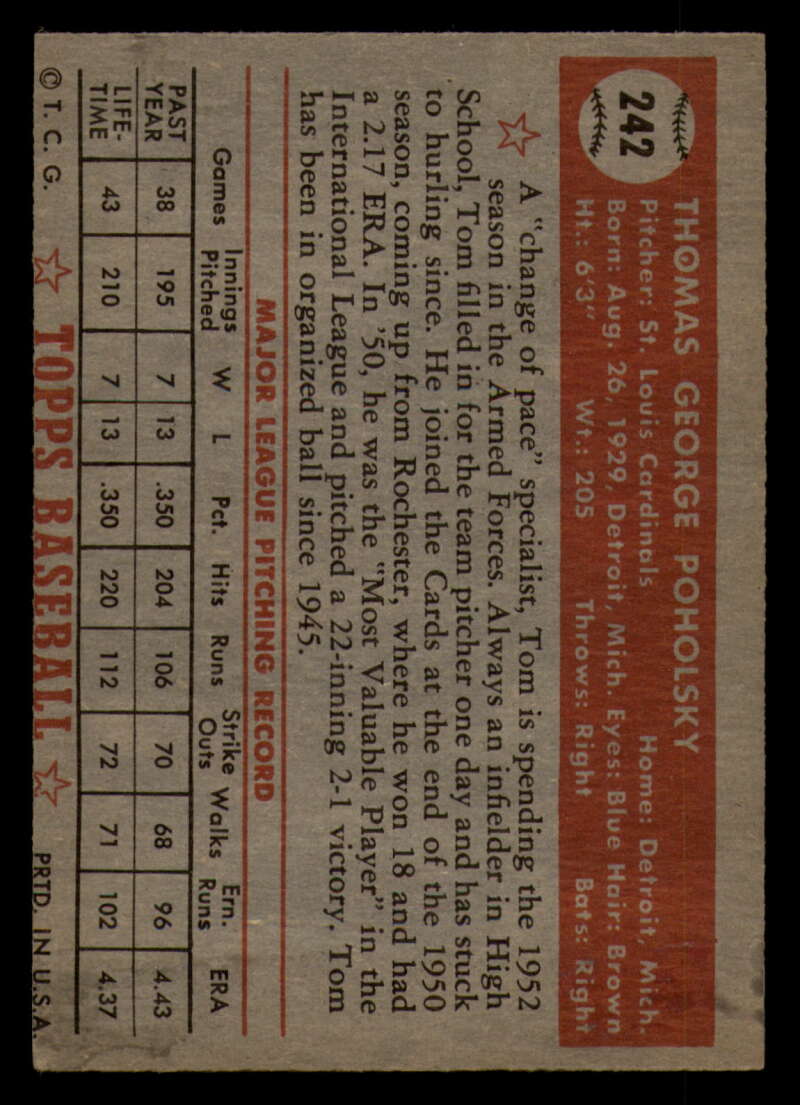 242
THOMAS GEORGE POHOLSKY
Pitcher: St. Louis Cardinals Home: Detroit, Mich.
Born: Aug. 26, 1929, Detroit, Mich. Eyes: Blue Hair: Brown
Ht.: 6'3" Wt.: 205 Throws: Right Bats: Right
A "change of pace" specialist, Tom is spending the 1952
season in the Armed Forces. Always an infielder in High
School, Tom filled in for the team pitcher one day and has stuck
to hurling since. He joined the Cards at the end of the 1950
season, coming up from Rochester, where he won 18 and had
a 2.17 ERA. In '50, he was the "Most Valuable Player" in the
International League and pitched a 22-inning 2-1 victory. Tom
has been in organized ball since 1945.
MAJOR LEAGUE PITCHING RECORD
Games Innings Pitched W L Pct. Hits Runs Strike Outs Walks Ern. Runs ERA
PAST YEAR 38 195 7 13 .350 204 106 70 68 96 4.43
LIFE-TIME 43 210 7 13 .350 220 112 72 71 102 4.37
© T. C. G. TOPPS BASEBALL PRTD. IN U.S.A.